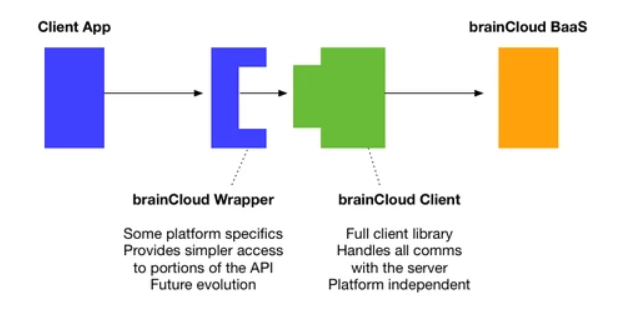 Client App
brainCloud BaaS
brainCloud Wrapper
Some platform specifics
Provides simpler access
to portions of the API
Future evolution
brainCloud Client
Full client library
Handles all comms
with the server
Platform independent